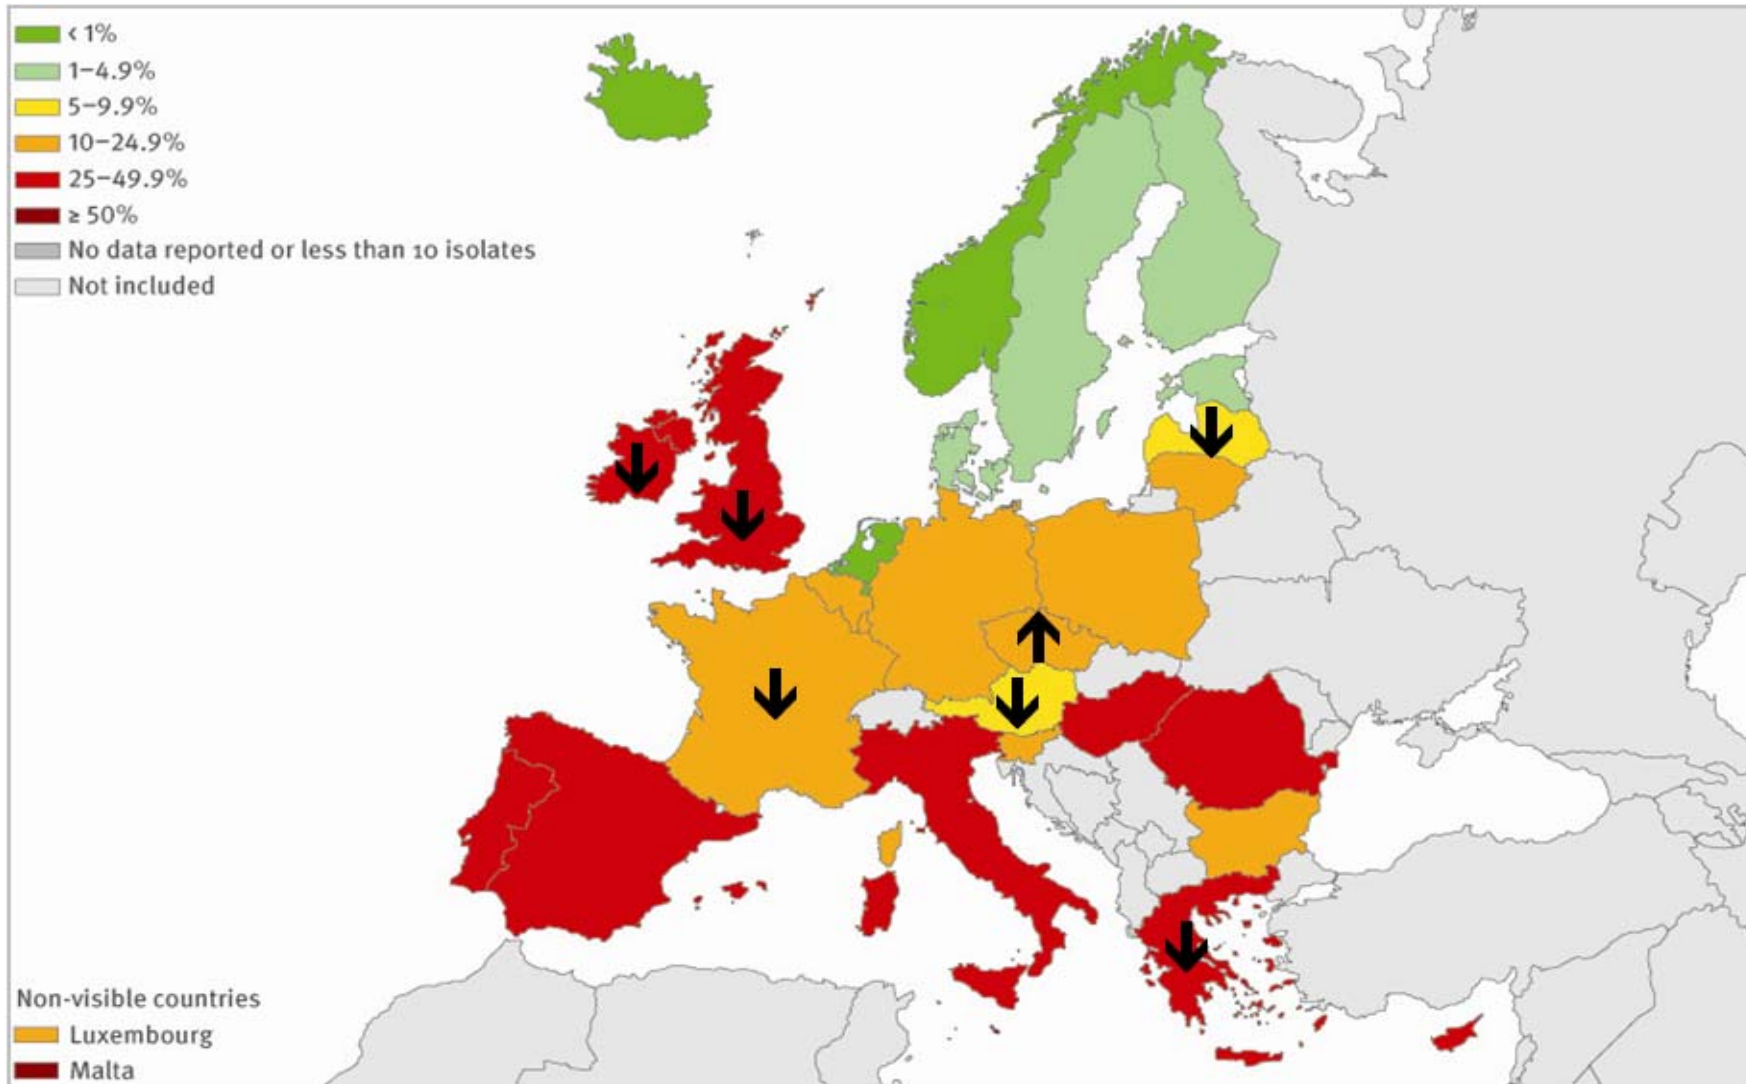 < 1%
1–4.9%
5–9.9%
10–24.9%
25–49.9%
≥ 50%
No data reported or less than 10 isolates
Not included
Non-visible countries
Luxembourg
Malta